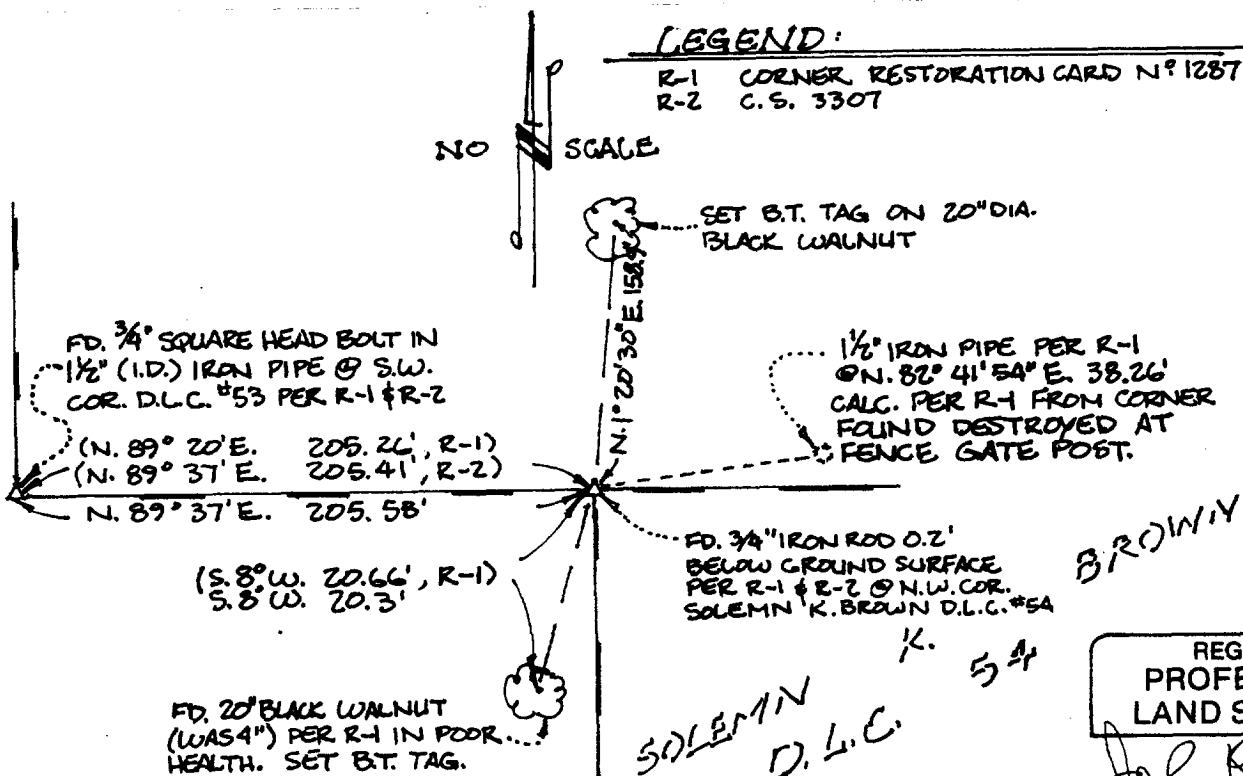 LEGEND:
R-1 CORNER RESTORATION CARD Nº 1287
R-2 C.S. 3307
NO SCALE
SET B.T. TAG ON 20" DIA.
BLACK WALNUT
N. 1° 20' 30" E.
FD. 3/4" SQUARE HEAD BOLT IN
1½" (I.D.) IRON PIPE @ S.W.
COR. D.L.C. #53 PER R-1 & R-2
1½" IRON PIPE PER R-1
@ N. 82° 41' 54" E. 38.26'
CALC. PER R-1 FROM CORNER
FOUND DESTROYED AT
FENCE GATE POST.
(N. 89° 20' E. 205.26', R-1)
(N. 89° 37' E. 205.41', R-2)
N. 89° 37' E. 205.58'
FD. 3/4" IRON ROD 0.2'
BELOW GROUND SURFACE
PER R-1 & R-2 @ N.W. COR.
SOLEMN K. BROWN D.L.C. #54
(S. 8° W. 20.66', R-1)
S. 8° W. 20.3'
FD. 20" BLACK WALNUT
(WAS 4") PER R-1 IN POOR
HEALTH. SET B.T. TAG.
SOLEMN K. BROWN
D.L.C. 54
REG
PROFE
LAND S